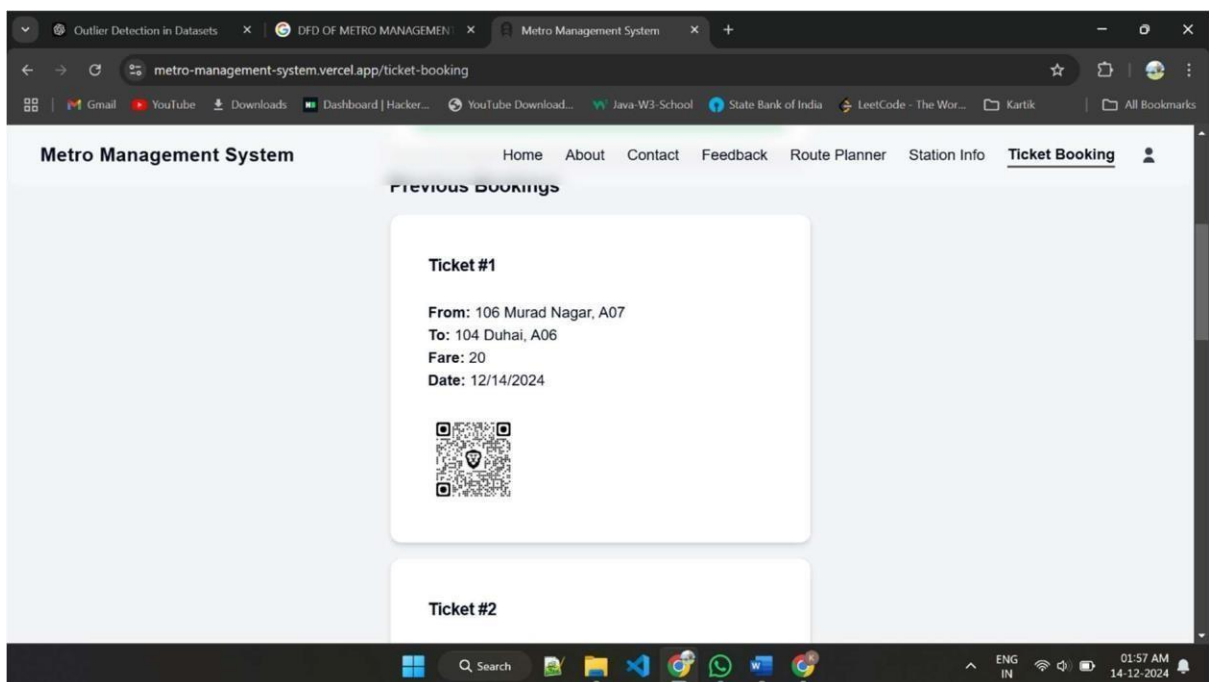 Outlier Detection in Datasets
DFD OF METRO MANAGEMEN
Metro Management System
metro-management-system.vercel.app/ticket-booking
Gmail YouTube Downloads Dashboard | Hacker... YouTube Download... Java-W3-School State Bank of India LeetCode - The Wor... Kartik All Bookmarks
Metro Management System Home About Contact Feedback Route Planner Station Info Ticket Booking
Previous Bookings
Ticket #1
From: 106 Murad Nagar, A07
To: 104 Duhai, A06
Fare: 20
Date: 12/14/2024
Ticket #2
Search
ENG
IN
01:57 AM
14-12-2024